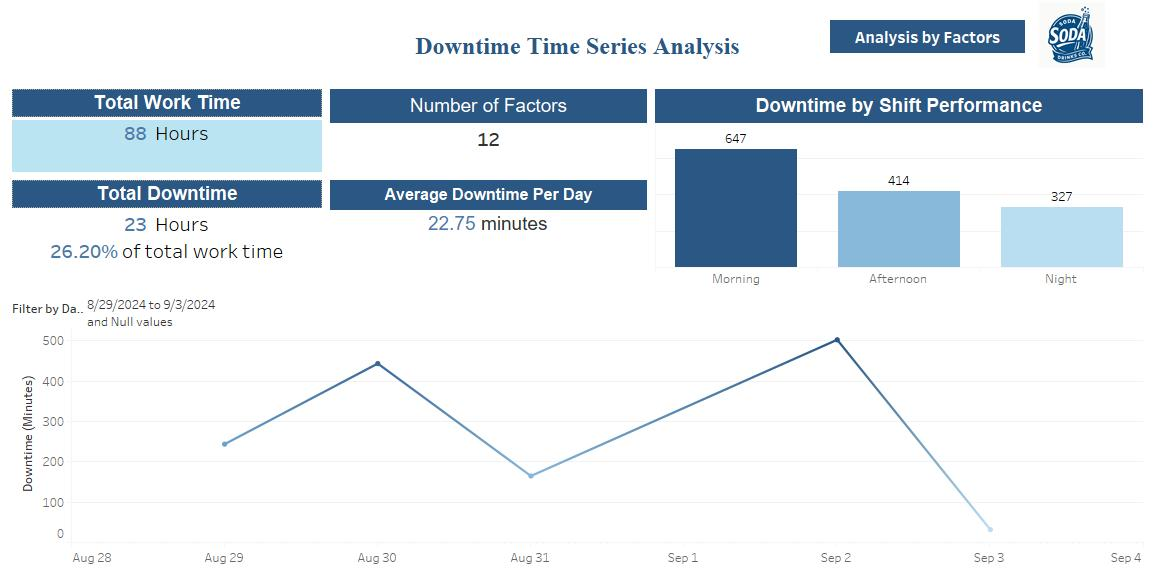 Downtime Time Series Analysis
Analysis by Factors
SODA
SODA
DRINKS CO.
Total Work Time
88 Hours
Number of Factors
12
Downtime by Shift Performance
647
414
327
Morning
Afternoon
Night
Total Downtime
23 Hours
26.20% of total work time
Average Downtime Per Day
22.75 minutes
Filter by Da..
8/29/2024 to 9/3/2024
and Null values
Downtime (Minutes)
500
400
300
200
100
0
Aug 28
Aug 29
Aug 30
Aug 31
Sep 1
Sep 2
Sep 3
Sep 4